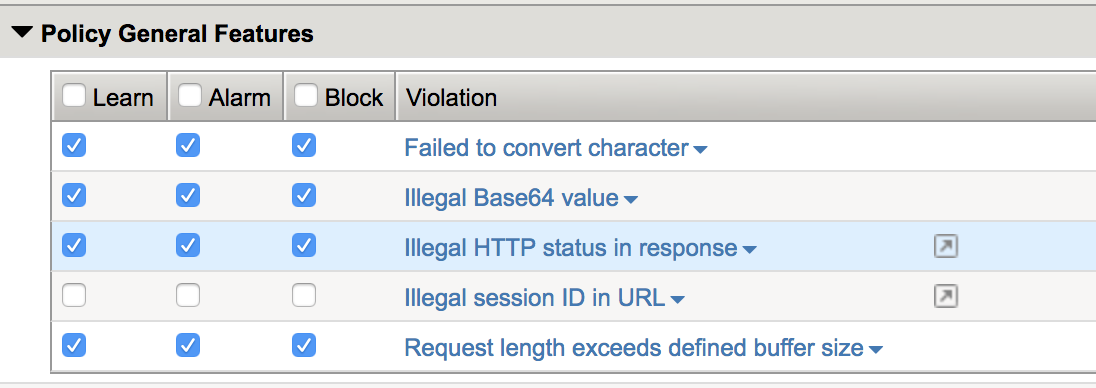 Policy General Features
Learn Alarm Block Violation
Failed to convert character
Illegal Base64 value
Illegal HTTP status in response
Illegal session ID in URL
Request length exceeds defined buffer size